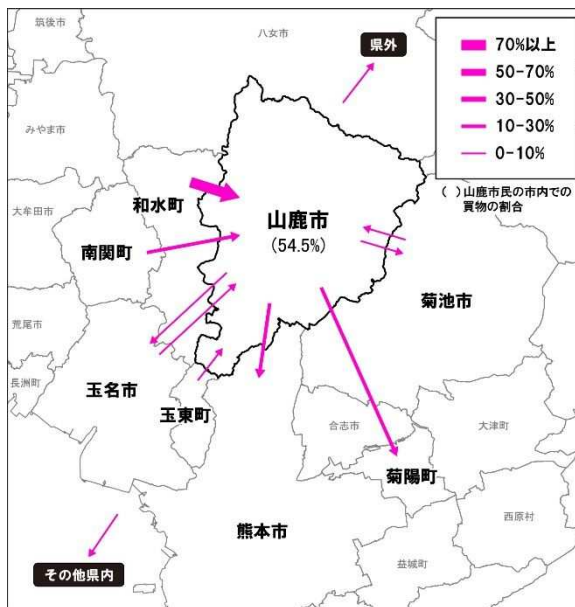 筑後市
八女市
県外
みやま市
70%以上
50-70%
30-50%
10-30%
0-10%
( )山鹿市民の市内での
買物の割合
大牟田市
和水町
山鹿市
(54.5%)
南関町
菊池市
荒尾市
長洲町
玉名市
玉東町
合志市
大津町
菊陽町
熊本市
西原村
益城町
その他県内